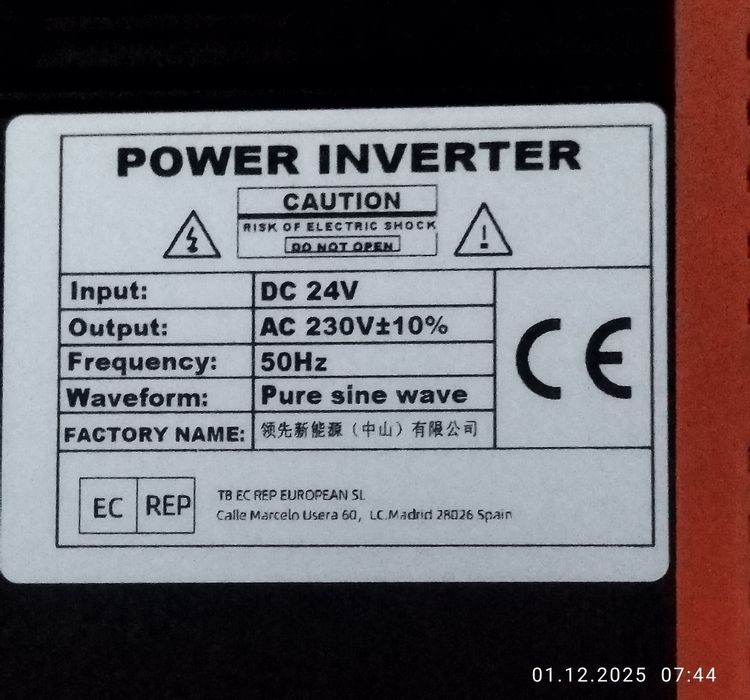 POWER INVERTER
CAUTION
RISK OF ELECTRIC SHOCK
DO NOT OPEN
Input: DC 24V
Output: AC 230V±10%
Frequency: 50Hz
Waveform: Pure sine wave
FACTORY NAME: 领先新能源（中山）有限公司
CE
EC REP
TB EC REP EUROPEAN SL
Calle Marcelo Usera 60, LC.Madrid 28026 Spain
01.12.2025 07:44